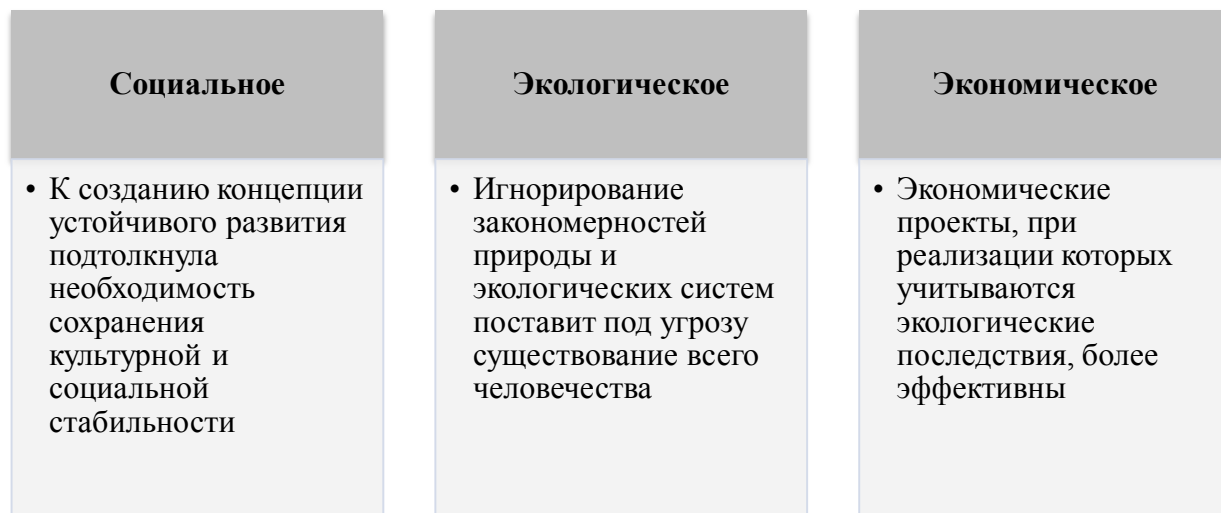 Социальное
• К созданию концепции
устойчивого развития
подтолкнула
необходимость
сохранения
культурной и
социальной
стабильности
Экологическое
• Игнорирование
закономерностей
природы и
экологических систем
поставит под угрозу
существование всего
человечества
Экономическое
• Экономические
проекты, при
реализации которых
учитываются
экологические
последствия, более
эффективны